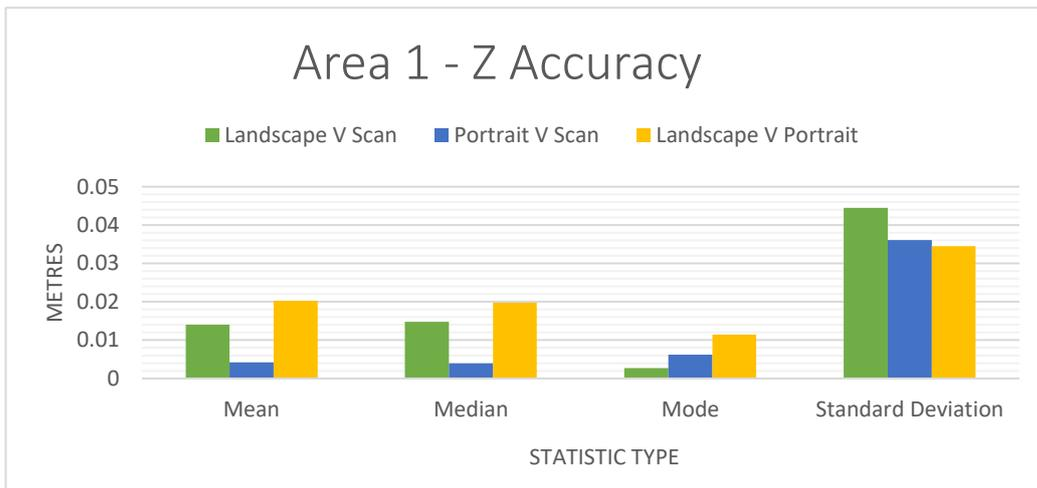 Area 1 - Z Accuracy
Landscape V Scan Portrait V Scan Landscape V Portrait
0.05
0.04
0.03
0.02
0.01
0
METRES
Mean Median Mode Standard Deviation
STATISTIC TYPE